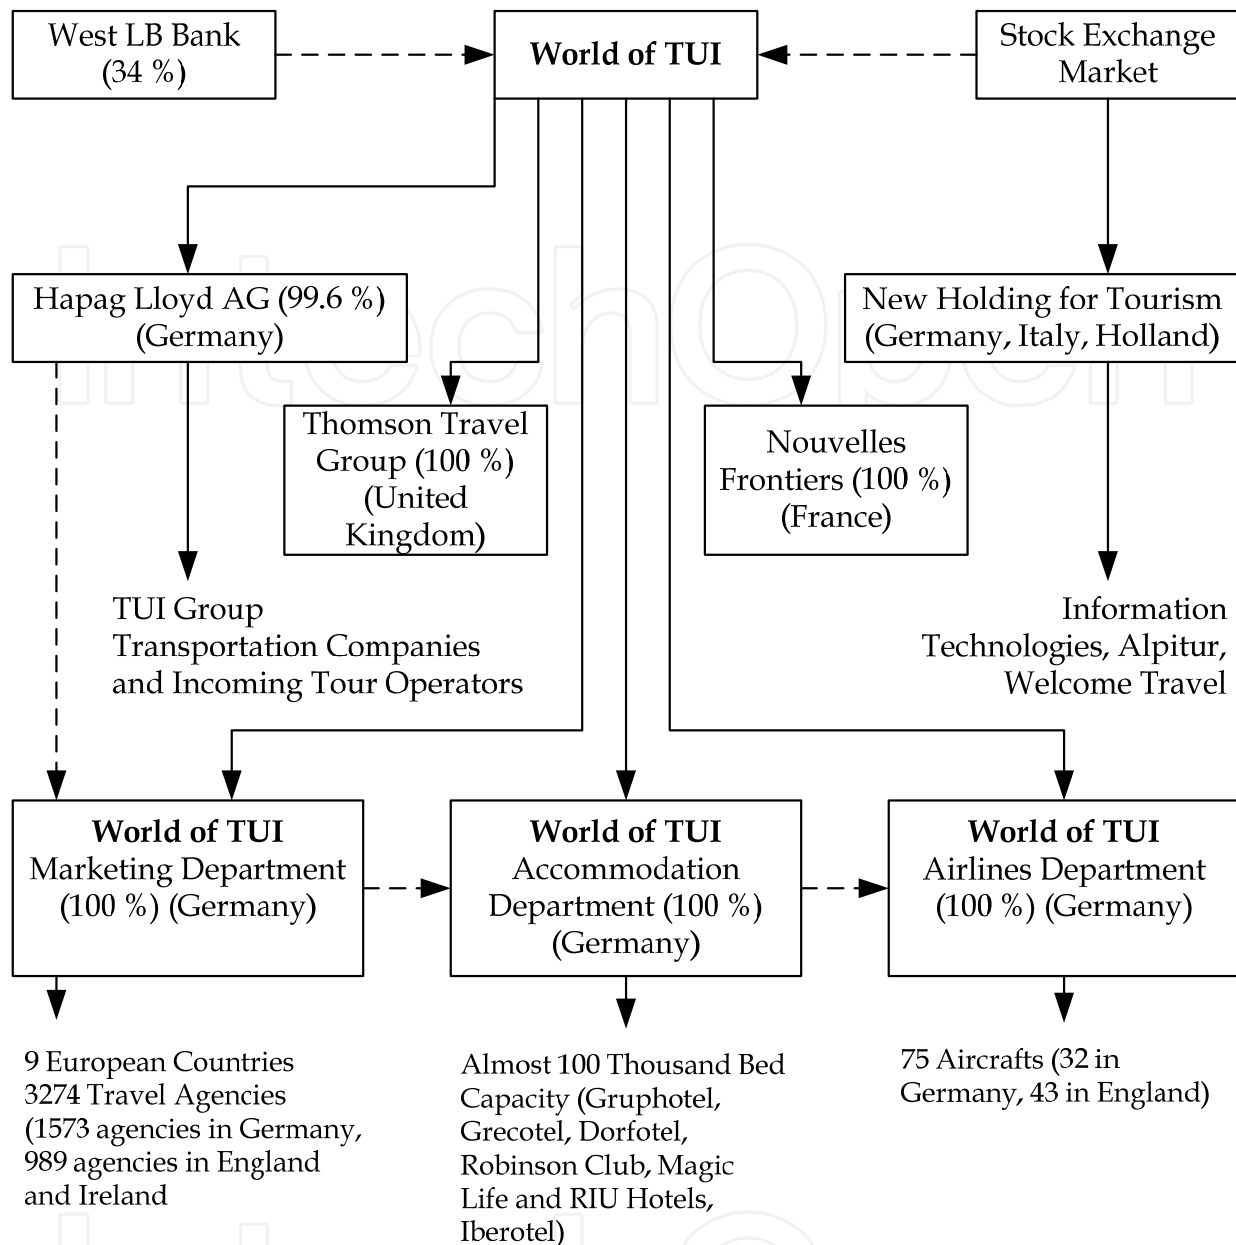 West LB Bank
(34 %)
World of TUI
Stock Exchange
Market
Hapag Lloyd AG (99.6 %)
(Germany)
New Holding for Tourism
(Germany, Italy, Holland)
Thomson Travel
Group (100 %)
(United
Kingdom)
Nouvelles
Frontiers (100 %)
(France)
TUI Group
Transportation Companies
and Incoming Tour Operators
Information
Technologies, Alpitur,
Welcome Travel
World of TUI
Marketing Department
(100 %) (Germany)
World of TUI
Accommodation
Department (100 %)
(Germany)
World of TUI
Airlines Department
(100 %) (Germany)
9 European Countries
3274 Travel Agencies
(1573 agencies in Germany,
989 agencies in England
and Ireland
Almost 100 Thousand Bed
Capacity (Gruphotel,
Grecotel, Dorfotel,
Robinson Club, Magic
Life and RIU Hotels,
Iberotel)
75 Aircrafts (32 in
Germany, 43 in England)
IntechOpen